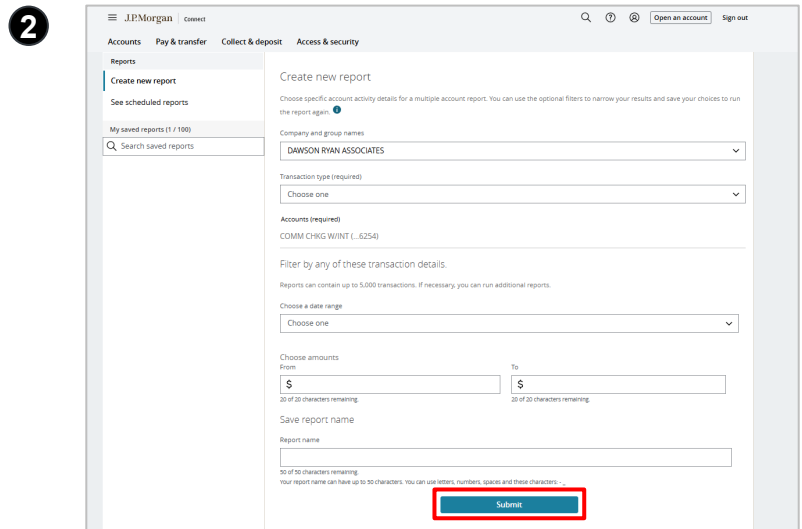 2
J.P.Morgan Connect
Open an account Sign out
Accounts Pay & transfer Collect & deposit Access & security
Reports
Create new report
See scheduled reports
My saved reports (1 / 100)
Search saved reports
Create new report
Choose specific account activity details for a multiple account report. You can use the optional filters to narrow your results and save your choices to run
the report again.
Company and group names
DAWSON RYAN ASSOCIATES
Transaction type (required)
Choose one
Accounts (required)
COMM CHKG W/INT (...6254)
Filter by any of these transaction details.
Reports can contain up to 5,000 transactions. If necessary, you can run additional reports.
Choose a date range
Choose one
Choose amounts
From To
$ $
20 of 20 characters remaining. 20 of 20 characters remaining.
Save report name
Report name
50 of 50 characters remaining.
Your report name can have up to 50 characters. You can use letters, numbers, spaces and these characters: - _
Submit